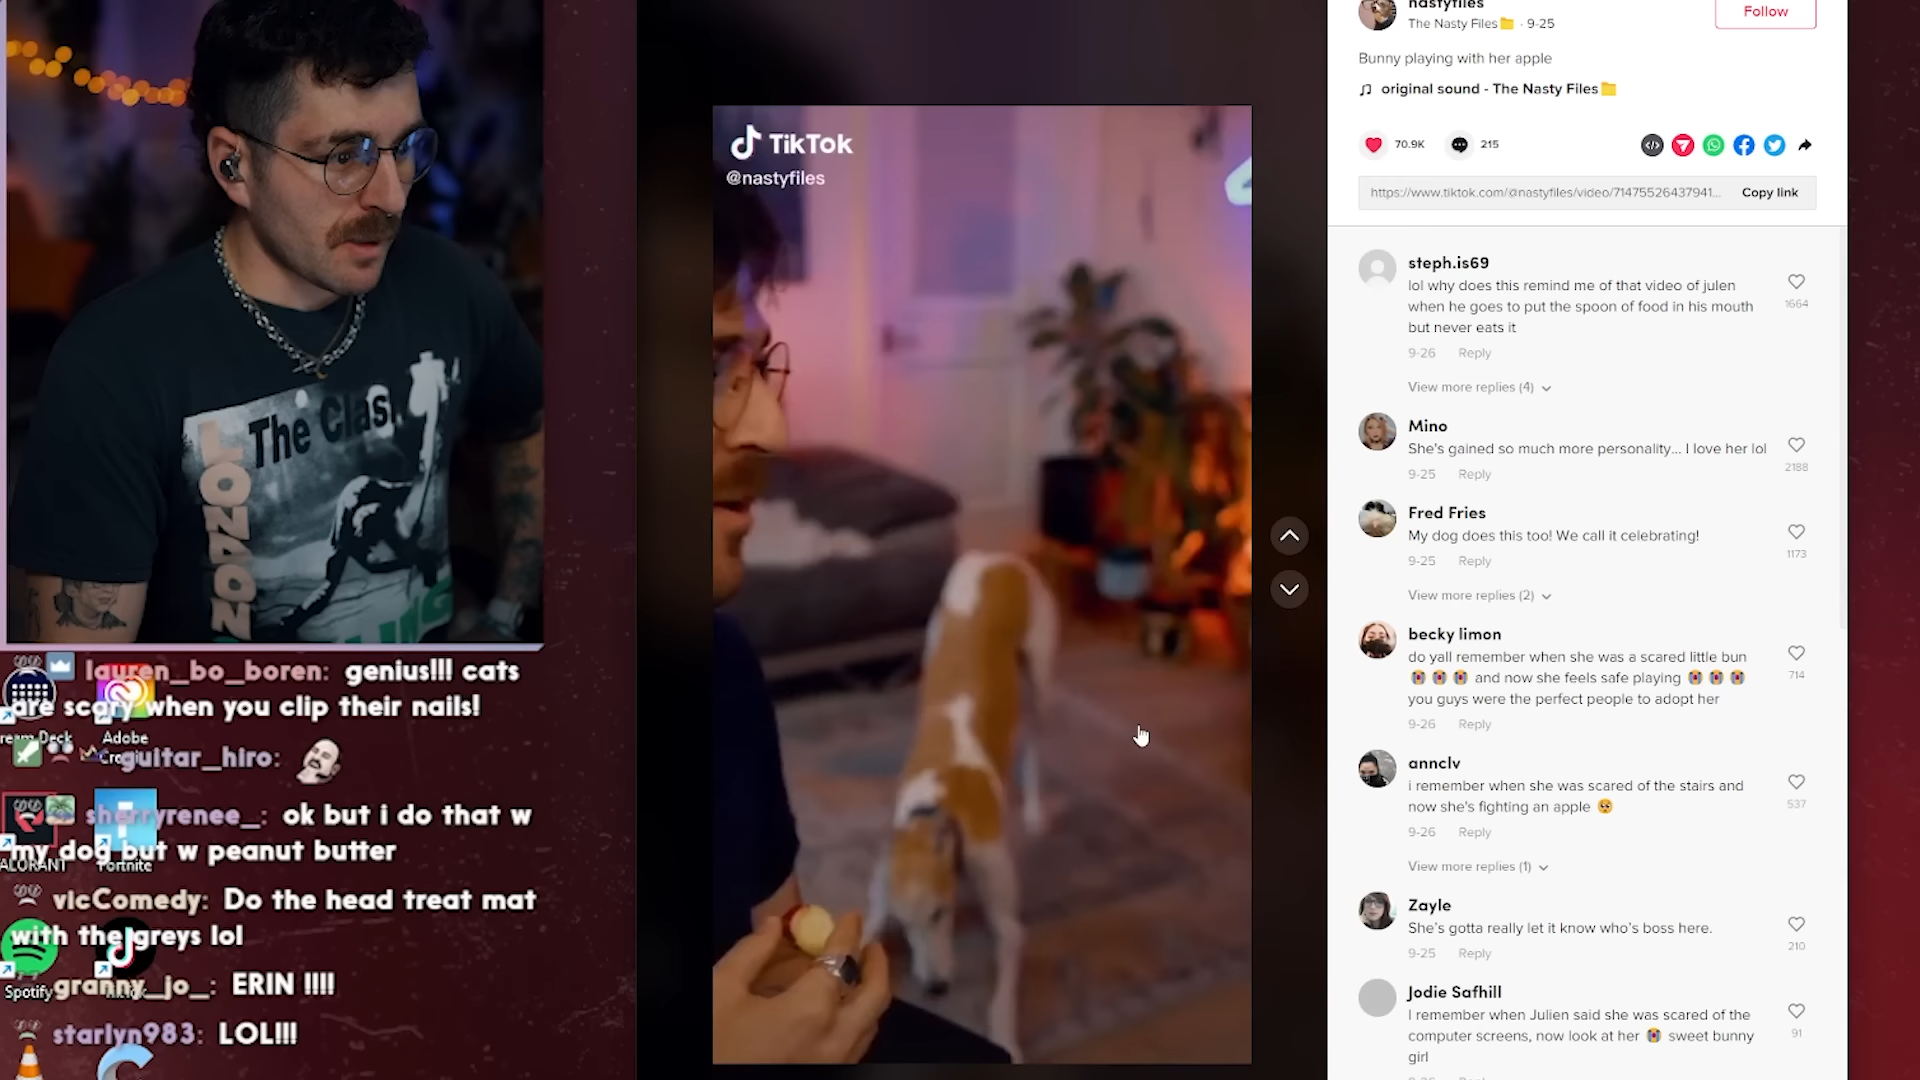 The Clas
LONDON
lauren_bo_boren: genius!!! cats
are scary when you clip their nails!
Adobe
guitar_hiro:
sherryrenee_: ok but i do that w
my dog but w peanut butter
vicComedy: Do the head treat mat
with the greys lol
Spotify
granny_jo_: ERIN !!!!
starlyn983: LOL!!!
TikTok
@nastyfiles
nastyfiles
The Nasty Files📁 · 9-25
Follow
Bunny playing with her apple
original sound - The Nasty Files📁
70.9K
215
https://www.tiktok.com/@nastyfiles/video/71475526437941...
Copy link
steph.is69
lol why does this remind me of that video of julen
when he goes to put the spoon of food in his mouth
but never eats it
1664
9-26 Reply
View more replies (4)
Mino
She's gained so much more personality... I love her lol
2188
9-25 Reply
Fred Fries
My dog does this too! We call it celebrating!
1173
9-25 Reply
View more replies (2)
becky limon
do yall remember when she was a scared little bun
😭 😭 😭 and now she feels safe playing 😭 😭 😭
you guys were the perfect people to adopt her
714
9-26 Reply
annclv
i remember when she was scared of the stairs and
now she's fighting an apple 🥺
537
9-26 Reply
View more replies (1)
Zayle
She's gotta really let it know who's boss here.
210
9-25 Reply
Jodie Safhill
I remember when Julien said she was scared of the
computer screens, now look at her 😭 sweet bunny
girl
91